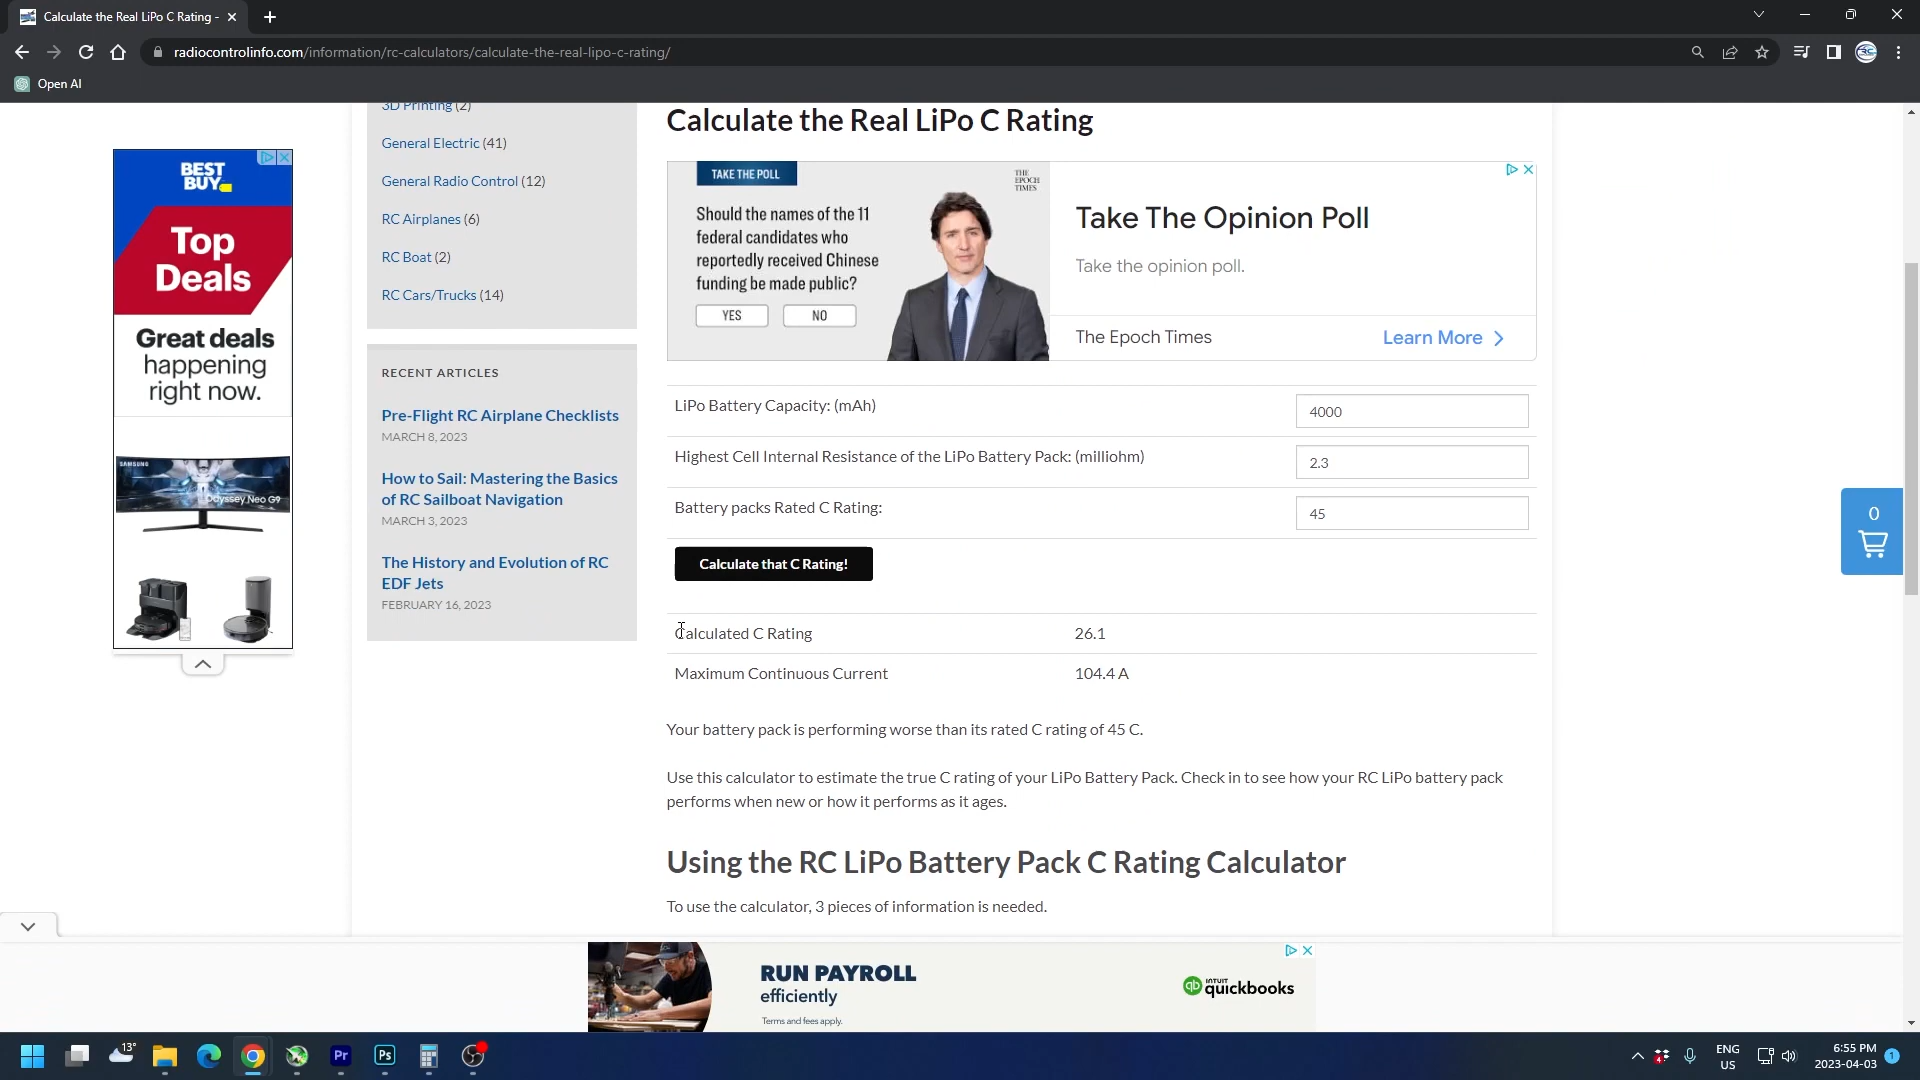 Calculate the Real LiPo C Rating -
radiocontrolinfo.com/information/rc-calculators/calculate-the-real-lipo-c-rating/
Open AI
3D Printing (2)
General Electric (41)
General Radio Control (12)
RC Airplanes (6)
RC Boat (2)
RC Cars/Trucks (14)
RECENT ARTICLES
Pre-Flight RC Airplane Checklists
MARCH 8, 2023
How to Sail: Mastering the Basics
of RC Sailboat Navigation
MARCH 3, 2023
The History and Evolution of RC
EDF Jets
FEBRUARY 16, 2023
BEST
BUY
Top
Deals
Great deals
happening
right now.
SAMSUNG
Odyssey Neo G9
Calculate the Real LiPo C Rating
TAKE THE POLL
THE
EPOCH
TIMES
Should the names of the 11
federal candidates who
reportedly received Chinese
funding be made public?
YES
NO
Take The Opinion Poll
Take the opinion poll.
The Epoch Times
Learn More
LiPo Battery Capacity: (mAh)
4000
Highest Cell Internal Resistance of the LiPo Battery Pack: (milliohm)
2.3
Battery packs Rated C Rating:
45
Calculate that C Rating!
Calculated C Rating
26.1
Maximum Continuous Current
104.4 A
Your battery pack is performing worse than its rated C rating of 45 C.
Use this calculator to estimate the true C rating of your LiPo Battery Pack. Check in to see how your RC LiPo battery pack
performs when new or how it performs as it ages.
Using the RC LiPo Battery Pack C Rating Calculator
To use the calculator, 3 pieces of information is needed.
0
RUN PAYROLL
efficiently
Terms and fees apply.
qb
INTUIT
quickbooks
13°
Pr
Ps
4
ENG
US
6:55 PM
2023-04-03
1